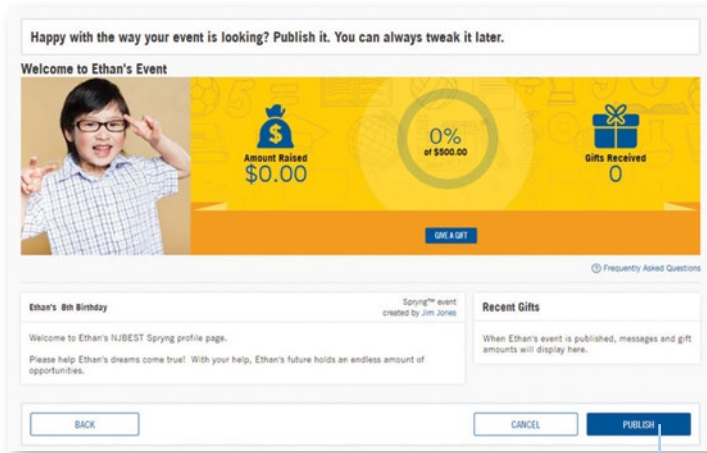 Happy with the way your event is looking? Publish it. You can always tweak it later.
Welcome to Ethan's Event
Amount Raised
$0.00
0%
of $500.00
Gifts Received
0
GIVE A GIFT
Frequently Asked Questions
Ethan's 8th Birthday
Spryng™ event
created by Jim Jones
Welcome to Ethan's NJBEST Spryng profile page.
Please help Ethan's dreams come true! With your help, Ethan's future holds an endless amount of
opportunities.
Recent Gifts
When Ethan's event is published, messages and gift
amounts will display here.
BACK
CANCEL
PUBLISH